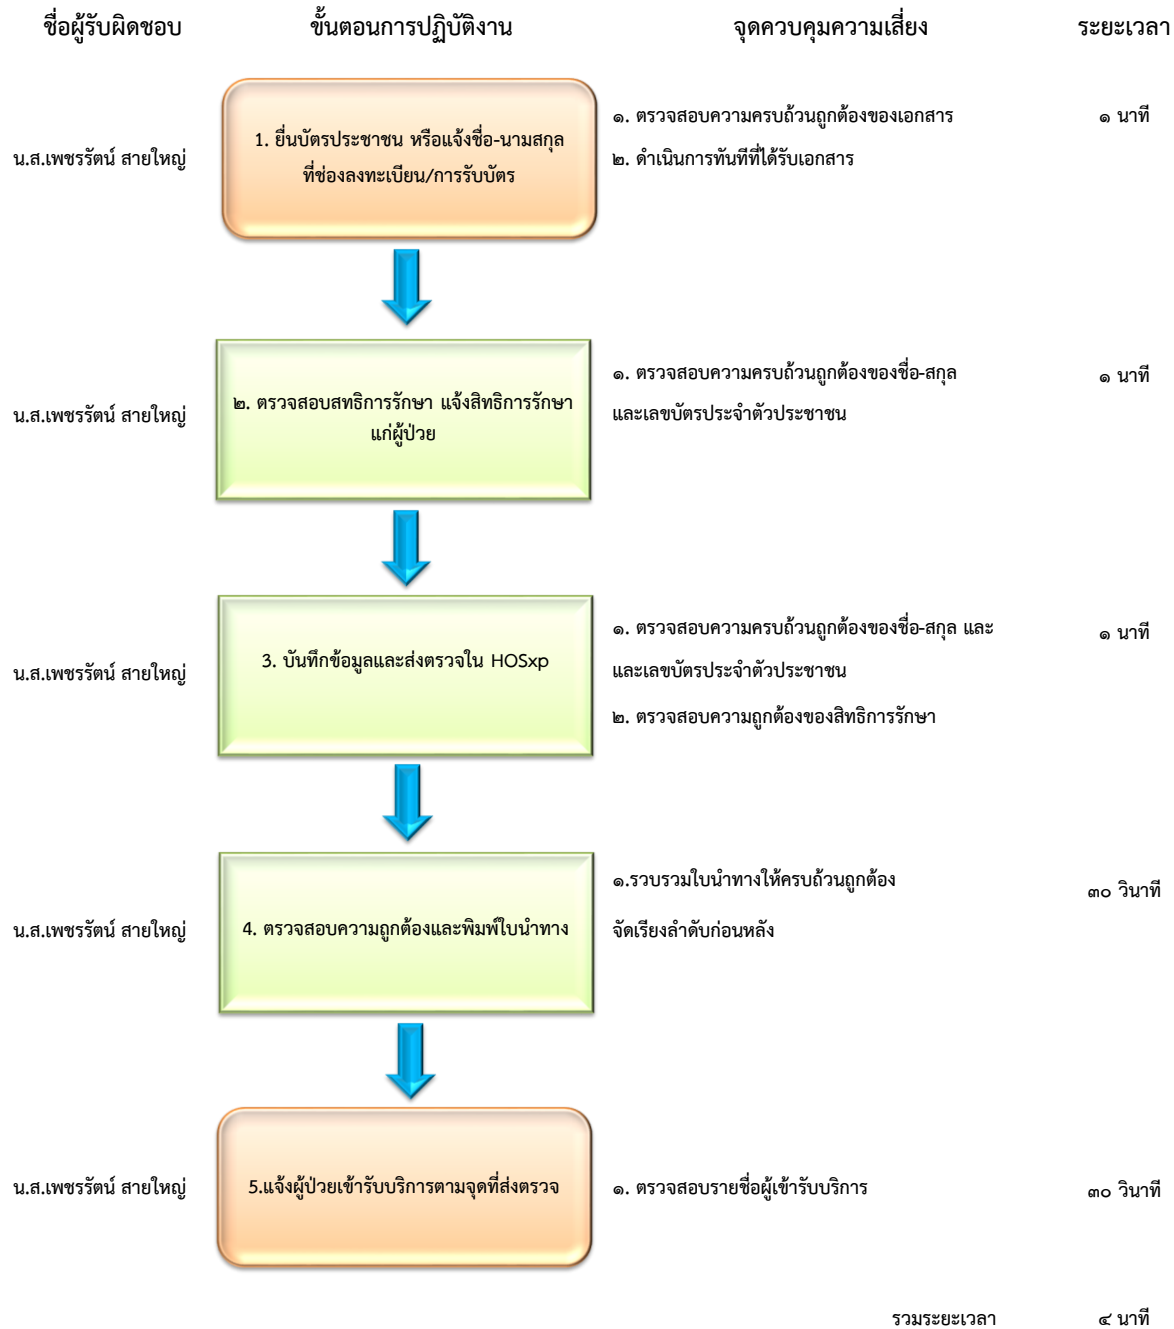 ชื่อผู้รับผิดชอบ ขั้นตอนการปฏิบัติงาน จุดควบคุมความเสี่ยง ระยะเวลา
น.ส.เพชรรัตน์ สายใหญ่
1. ยื่นบัตรประชาชน หรือแจ้งชื่อ-นามสกุล
ที่ช่องลงทะเบียน/การรับบัตร
๑. ตรวจสอบความครบถ้วนถูกต้องของเอกสาร
๒. ดำเนินการทันทีที่ได้รับเอกสาร
๑ นาที
น.ส.เพชรรัตน์ สายใหญ่
๒. ตรวจสอบสทธิการรักษา แจ้งสิทธิการรักษา
แก่ผู้ป่วย
๑. ตรวจสอบความครบถ้วนถูกต้องของชื่อ-สกุล
และเลขบัตรประจำตัวประชาชน
๑ นาที
น.ส.เพชรรัตน์ สายใหญ่
3. บันทึกข้อมูลและส่งตรวจใน HOSxp
๑. ตรวจสอบความครบถ้วนถูกต้องของชื่อ-สกุล และ
และเลขบัตรประจำตัวประชาชน
๒. ตรวจสอบความถูกต้องของสิทธิการรักษา
๑ นาที
น.ส.เพชรรัตน์ สายใหญ่
4. ตรวจสอบความถูกต้องและพิมพ์ใบนำทาง
๑.รวบรวมใบนำทางให้ครบถ้วนถูกต้อง
จัดเรียงลำดับก่อนหลัง
๓๐ วินาที
น.ส.เพชรรัตน์ สายใหญ่
5.แจ้งผู้ป่วยเข้ารับบริการตามจุดที่ส่งตรวจ
๑. ตรวจสอบรายชื่อผู้เข้ารับบริการ
๓๐ วินาที
รวมระยะเวลา ๔ นาที